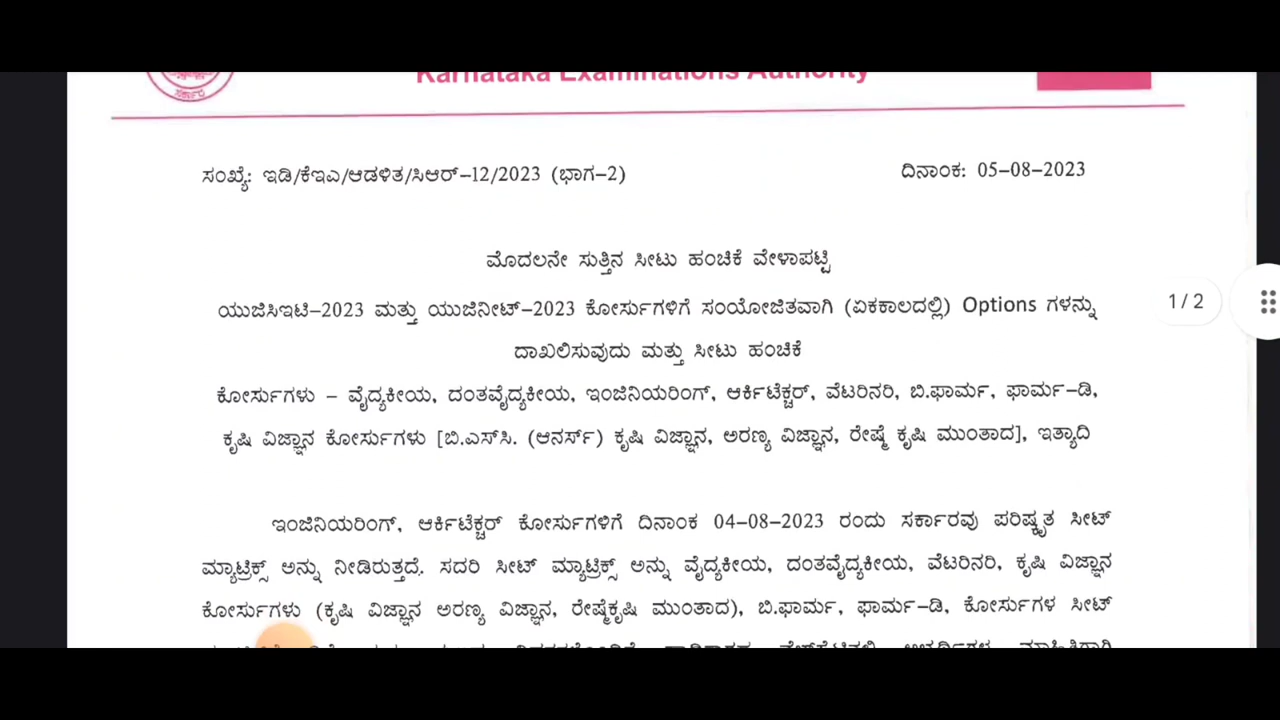 ಸರ್ಕಾರ
Karnataka Examinations Authority
ಸಂಖ್ಯೆ: ಇಡಿ/ಕೆಇಎ/ಆಡಳಿತ/ಸಿಆರ್-12/2023 (ಭಾಗ-2) ದಿನಾಂಕ: 05-08-2023
ಮೊದಲನೇ ಸುತ್ತಿನ ಸೀಟು ಹಂಚಿಕೆ ವೇಳಾಪಟ್ಟಿ
ಯುಜಿಸಿಇಟಿ-2023 ಮತ್ತು ಯುಜಿನೀಟ್-2023 ಕೋರ್ಸುಗಳಿಗೆ ಸಂಯೋಜಿತವಾಗಿ (ಏಕಕಾಲದಲ್ಲಿ) Options ಗಳನ್ನು
1 / 2
ದಾಖಲಿಸುವುದು ಮತ್ತು ಸೀಟು ಹಂಚಿಕೆ
ಕೋರ್ಸುಗಳು – ವೈದ್ಯಕೀಯ, ದಂತವೈದ್ಯಕೀಯ, ಇಂಜಿನಿಯರಿಂಗ್, ಆರ್ಕಿಟೆಕ್ಚರ್, ವೆಟರಿನರಿ, ಬಿ.ಫಾರ್ಮ, ಫಾರ್ಮ-ಡಿ,
ಕೃಷಿ ವಿಜ್ಞಾನ ಕೋರ್ಸುಗಳು [ಬಿ.ಎಸ್‌ಸಿ. (ಆನರ್ಸ್) ಕೃಷಿ ವಿಜ್ಞಾನ, ಅರಣ್ಯ ವಿಜ್ಞಾನ, ರೇಷ್ಮೆ ಕೃಷಿ ಮುಂತಾದ], ಇತ್ಯಾದಿ
ಇಂಜಿನಿಯರಿಂಗ್, ಆರ್ಕಿಟೆಕ್ಚರ್ ಕೋರ್ಸುಗಳಿಗೆ ದಿನಾಂಕ 04-08-2023 ರಂದು ಸರ್ಕಾರವು ಪರಿಷ್ಕೃತ ಸೀಟ್
ಮ್ಯಾಟ್ರಿಕ್ಸ್ ಅನ್ನು ನೀಡಿರುತ್ತದೆ. ಸದರಿ ಸೀಟ್ ಮ್ಯಾಟ್ರಿಕ್ಸ್ ಅನ್ನು ವೈದ್ಯಕೀಯ, ದಂತವೈದ್ಯಕೀಯ, ವೆಟರಿನರಿ, ಕೃಷಿ ವಿಜ್ಞಾನ
ಕೋರ್ಸುಗಳು (ಕೃಷಿ ವಿಜ್ಞಾನ ಅರಣ್ಯ ವಿಜ್ಞಾನ, ರೇಷ್ಮೆಕೃಷಿ ಮುಂತಾದ), ಬಿ.ಫಾರ್ಮ, ಫಾರ್ಮ-ಡಿ, ಕೋರ್ಸುಗಳ ಸೀಟ್